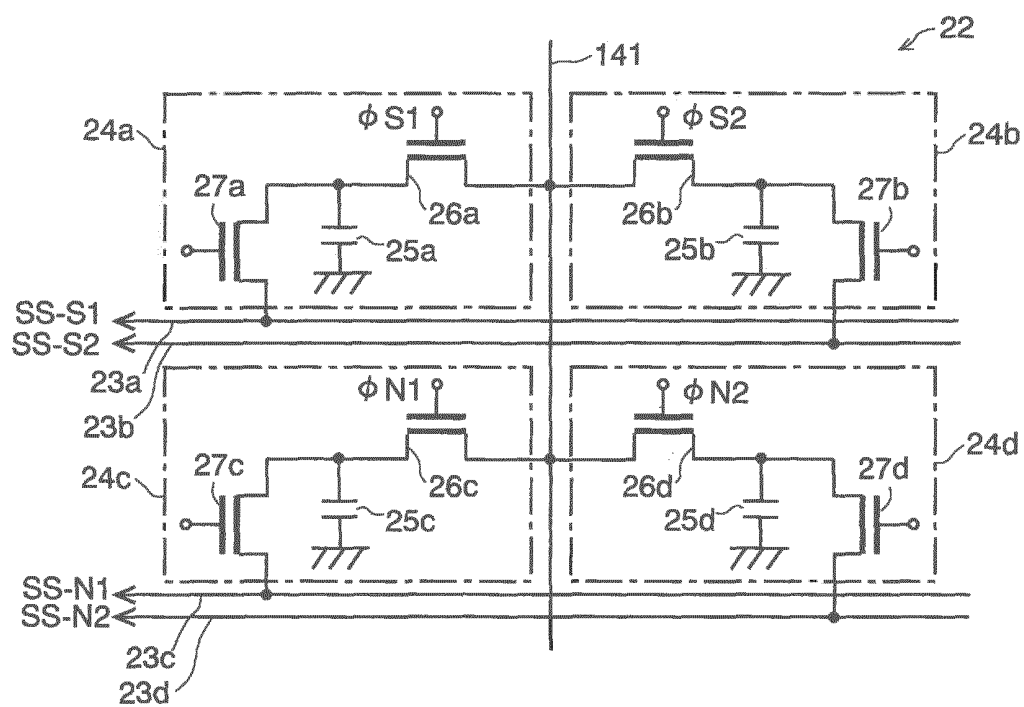 22
141
φS1
φS2
24a
24b
27a
27b
26a
26b
25a
25b
SS-S1
SS-S2
23a
23b
φN1
φN2
24c
24d
27c
27d
26c
26d
25c
25d
SS-N1
SS-N2
23c
23d